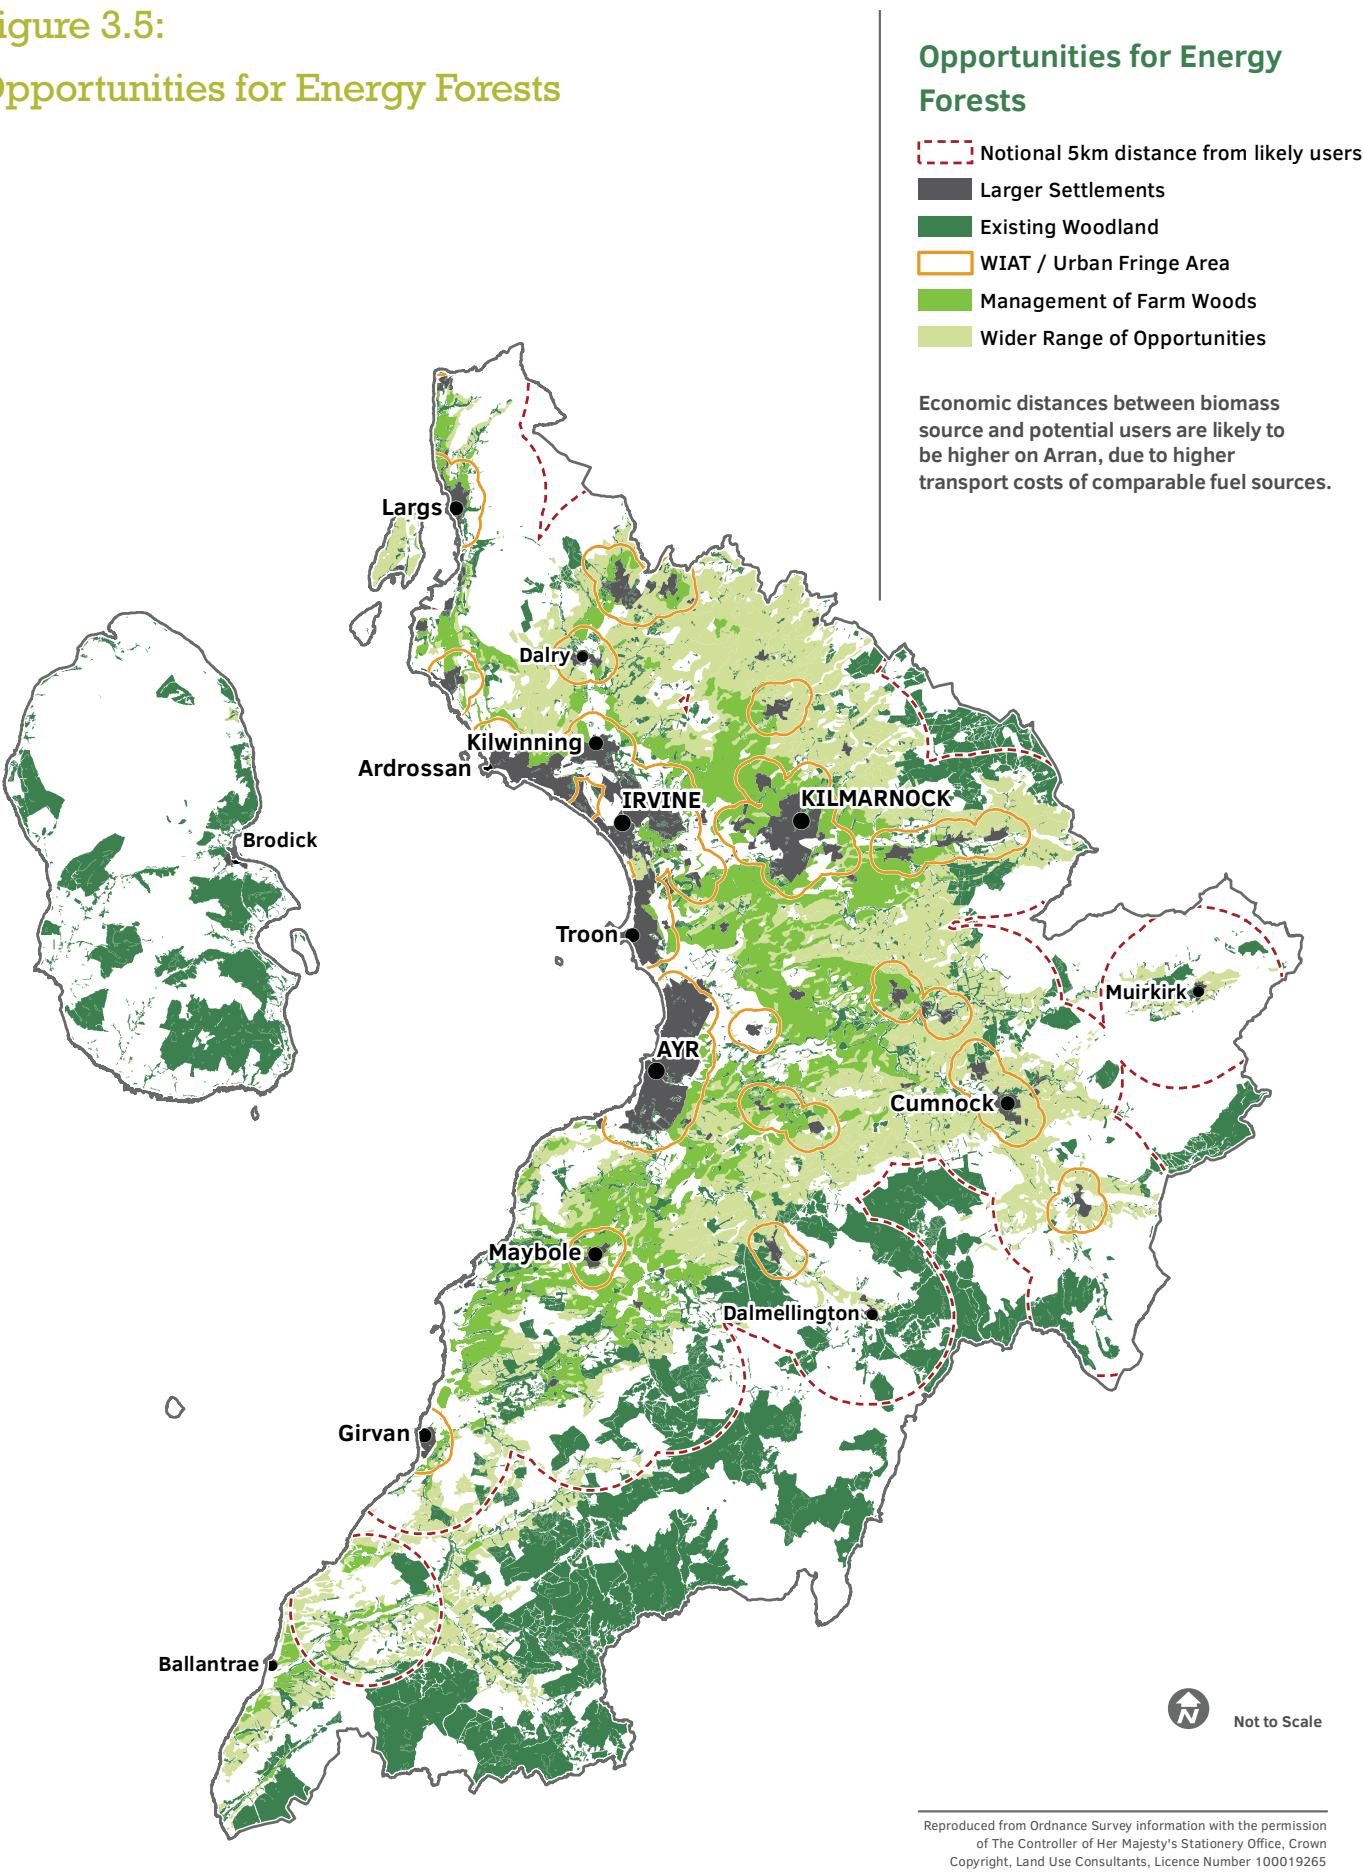 igure 3.5:
pportunities for Energy Forests
Opportunities for Energy
Forests
Notional 5km distance from likely users
Larger Settlements
Existing Woodland
WIAT / Urban Fringe Area
Management of Farm Woods
Wider Range of Opportunities
Economic distances between biomass
source and potential users are likely to
be higher on Arran, due to higher
transport costs of comparable fuel sources.
Largs
Dalry
Kilwinning
Ardrossan
IRVINE
KILMARNOCK
Brodick
Troon
Muirkirk
AYR
Cumnock
Maybole
Dalmellington
Girvan
Ballantrae
N
Not to Scale
Reproduced from Ordnance Survey information with the permission
of The Controller of Her Majesty's Stationery Office, Crown
Copyright, Land Use Consultants, Licence Number 100019265